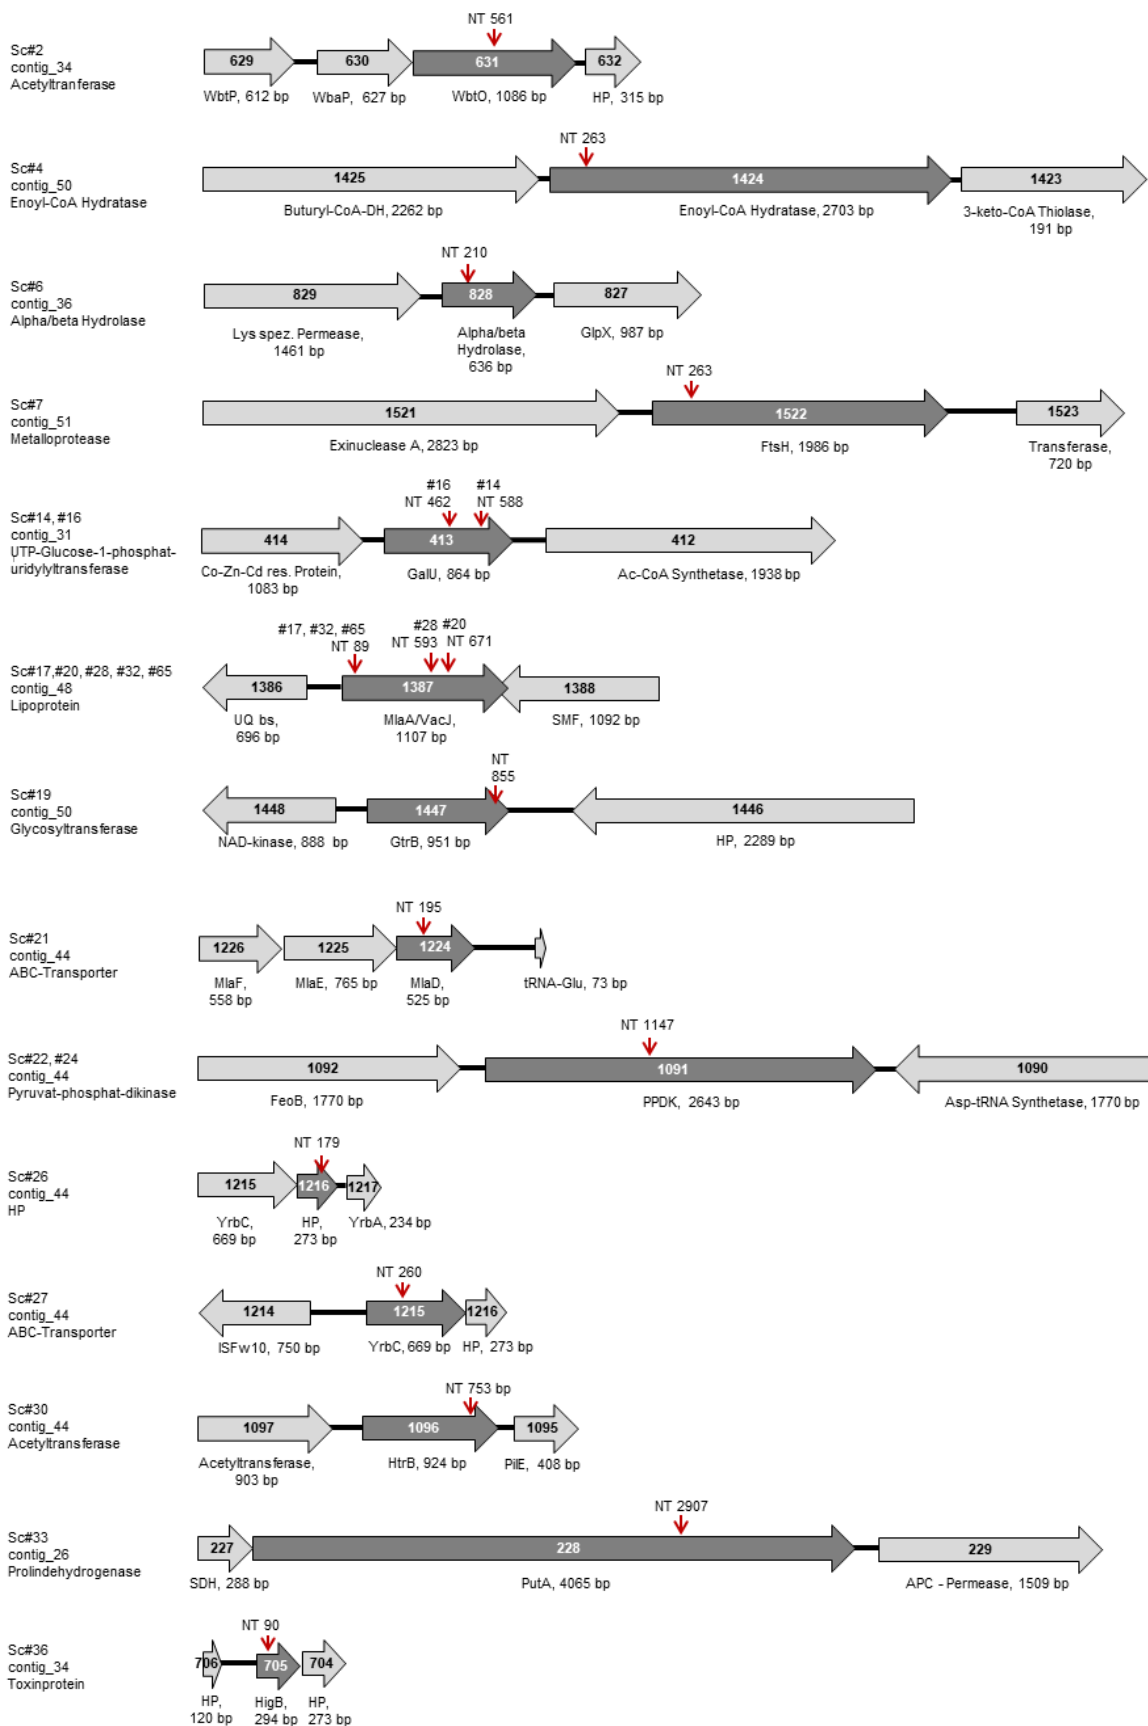 NT 561
Sc#2
contig_34
Acetyltranferase
629
630
631
632
WbtP, 612 bp
WbaP, 627 bp
WbtO, 1086 bp
HP, 315 bp
NT 263
Sc#4
contig_50
Enoyl-CoA Hydratase
1425
1424
1423
Buturyl-CoA-DH, 2262 bp
Enoyl-CoA Hydratase, 2703 bp
3-keto-CoA Thiolase,
191 bp
NT 210
Sc#6
contig_36
Alpha/beta Hydrolase
829
828
827
Lys spez. Permease,
1461 bp
Alpha/beta
Hydrolase,
636 bp
GlpX, 987 bp
NT 263
Sc#7
contig_51
Metalloprotease
1521
1522
1523
Exinuclease A, 2823 bp
FtsH, 1986 bp
Transferase,
720 bp
#16
NT 462
#14
NT 588
Sc#14, #16
contig_31
UTP-Glucose-1-phosphat-
uridylyltransferase
414
413
412
Co-Zn-Cd res. Protein,
1083 bp
GalU, 864 bp
Ac-CoA Synthetase, 1938 bp
#17, #32, #65
NT 89
#28
NT 593
#20
NT 671
Sc#17,#20, #28, #32, #65
contig_48
Lipoprotein
1386
1387
1388
UQ bs,
696 bp
MlaA/VacJ,
1107 bp
SMF, 1092 bp
NT
855
Sc#19
contig_50
Glycosyltransferase
1448
1447
1446
NAD-kinase, 888 bp
GtrB, 951 bp
HP, 2289 bp
NT 195
Sc#21
contig_44
ABC-Transporter
1226
1225
1224
MlaF,
558 bp
MlaE, 765 bp
MlaD,
525 bp
tRNA-Glu, 73 bp
NT 1147
Sc#22, #24
contig_44
Pyruvat-phosphat-dikinase
1092
1091
1090
FeoB, 1770 bp
PPDK, 2643 bp
Asp-tRNA Synthetase, 1770 bp
NT 179
Sc#26
contig_44
HP
1215
1216
1217
YrbC,
669 bp
HP,
273 bp
YrbA, 234 bp
NT 260
Sc#27
contig_44
ABC-Transporter
1214
1215
1216
ISFw10, 750 bp
YrbC, 669 bp
HP, 273 bp
NT 753 bp
Sc#30
contig_44
Acetyltransferase
1097
1096
1095
Acetyltransferase,
903 bp
HtrB, 924 bp
PilE, 408 bp
NT 2907
Sc#33
contig_26
Prolindehydrogenase
227
228
229
SDH, 288 bp
PutA, 4065 bp
APC - Permease, 1509 bp
NT 90
Sc#36
contig_34
Toxinprotein
706
705
704
HP,
120 bp
HigB,
294 bp
HP,
273 bp